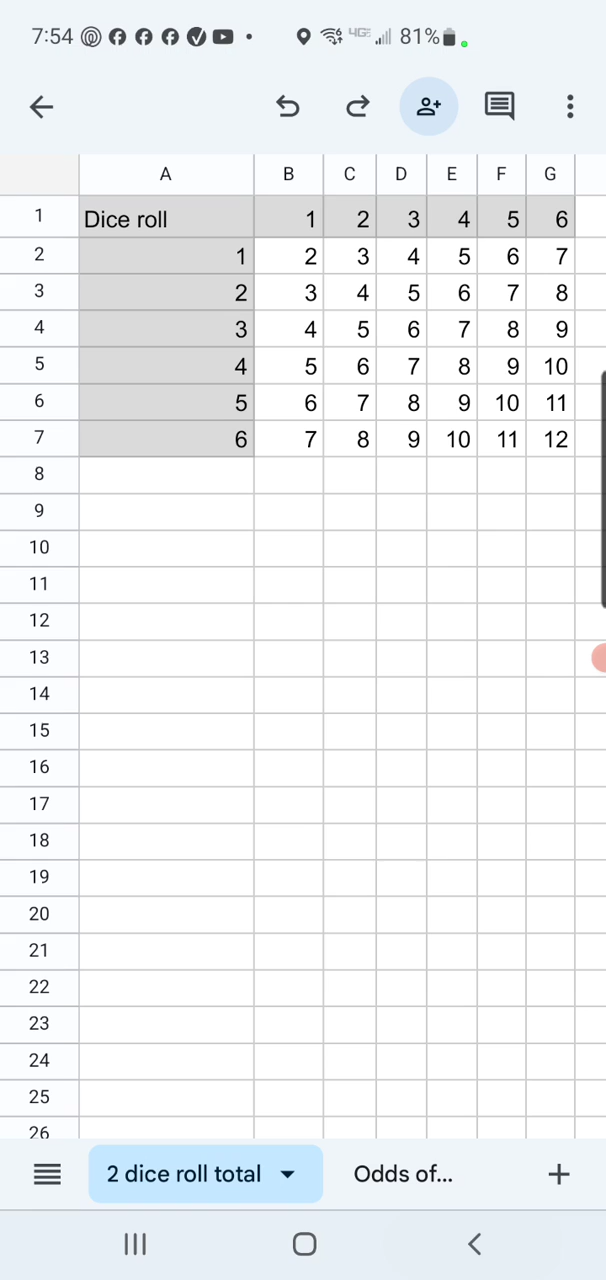 7:54 81%
A B C D E F G
1 Dice roll 1 2 3 4 5 6
2 1 2 3 4 5 6 7
3 2 3 4 5 6 7 8
4 3 4 5 6 7 8 9
5 4 5 6 7 8 9 10
6 5 6 7 8 9 10 11
7 6 7 8 9 10 11 12
8
9
10
11
12
13
14
15
16
17
18
19
20
21
22
23
24
25
26
2 dice roll total Odds of...